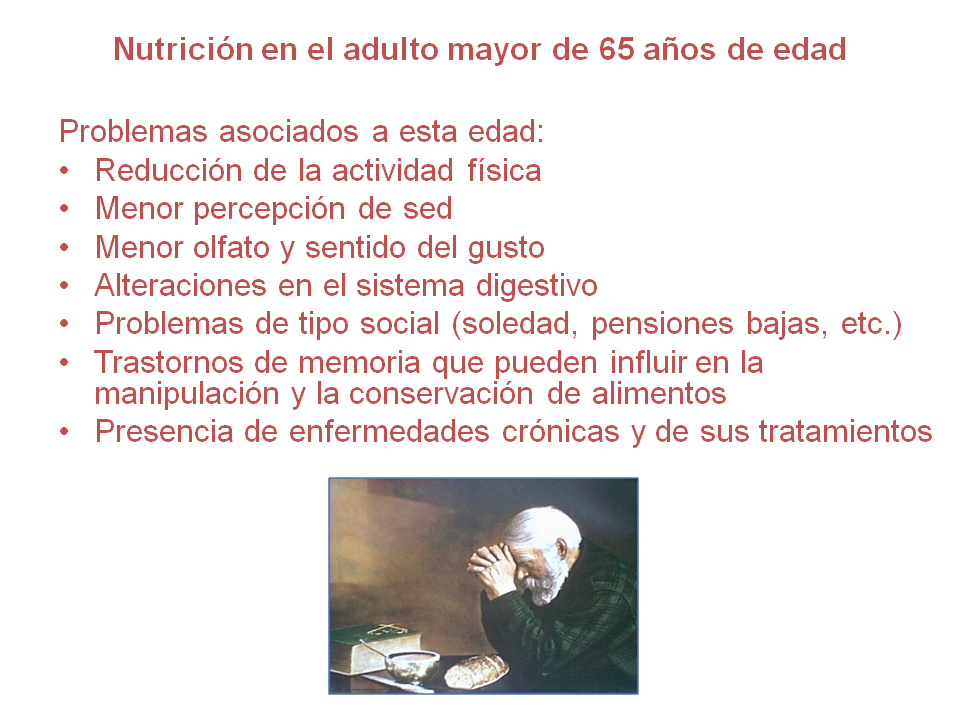 Nutrición en el adulto mayor de 65 años de edad
Problemas asociados a esta edad:
• Reducción de la actividad física
• Menor percepción de sed
• Menor olfato y sentido del gusto
• Alteraciones en el sistema digestivo
• Problemas de tipo social (soledad, pensiones bajas, etc.)
• Trastornos de memoria que pueden influir en la
manipulación y la conservación de alimentos
• Presencia de enfermedades crónicas y de sus tratamientos